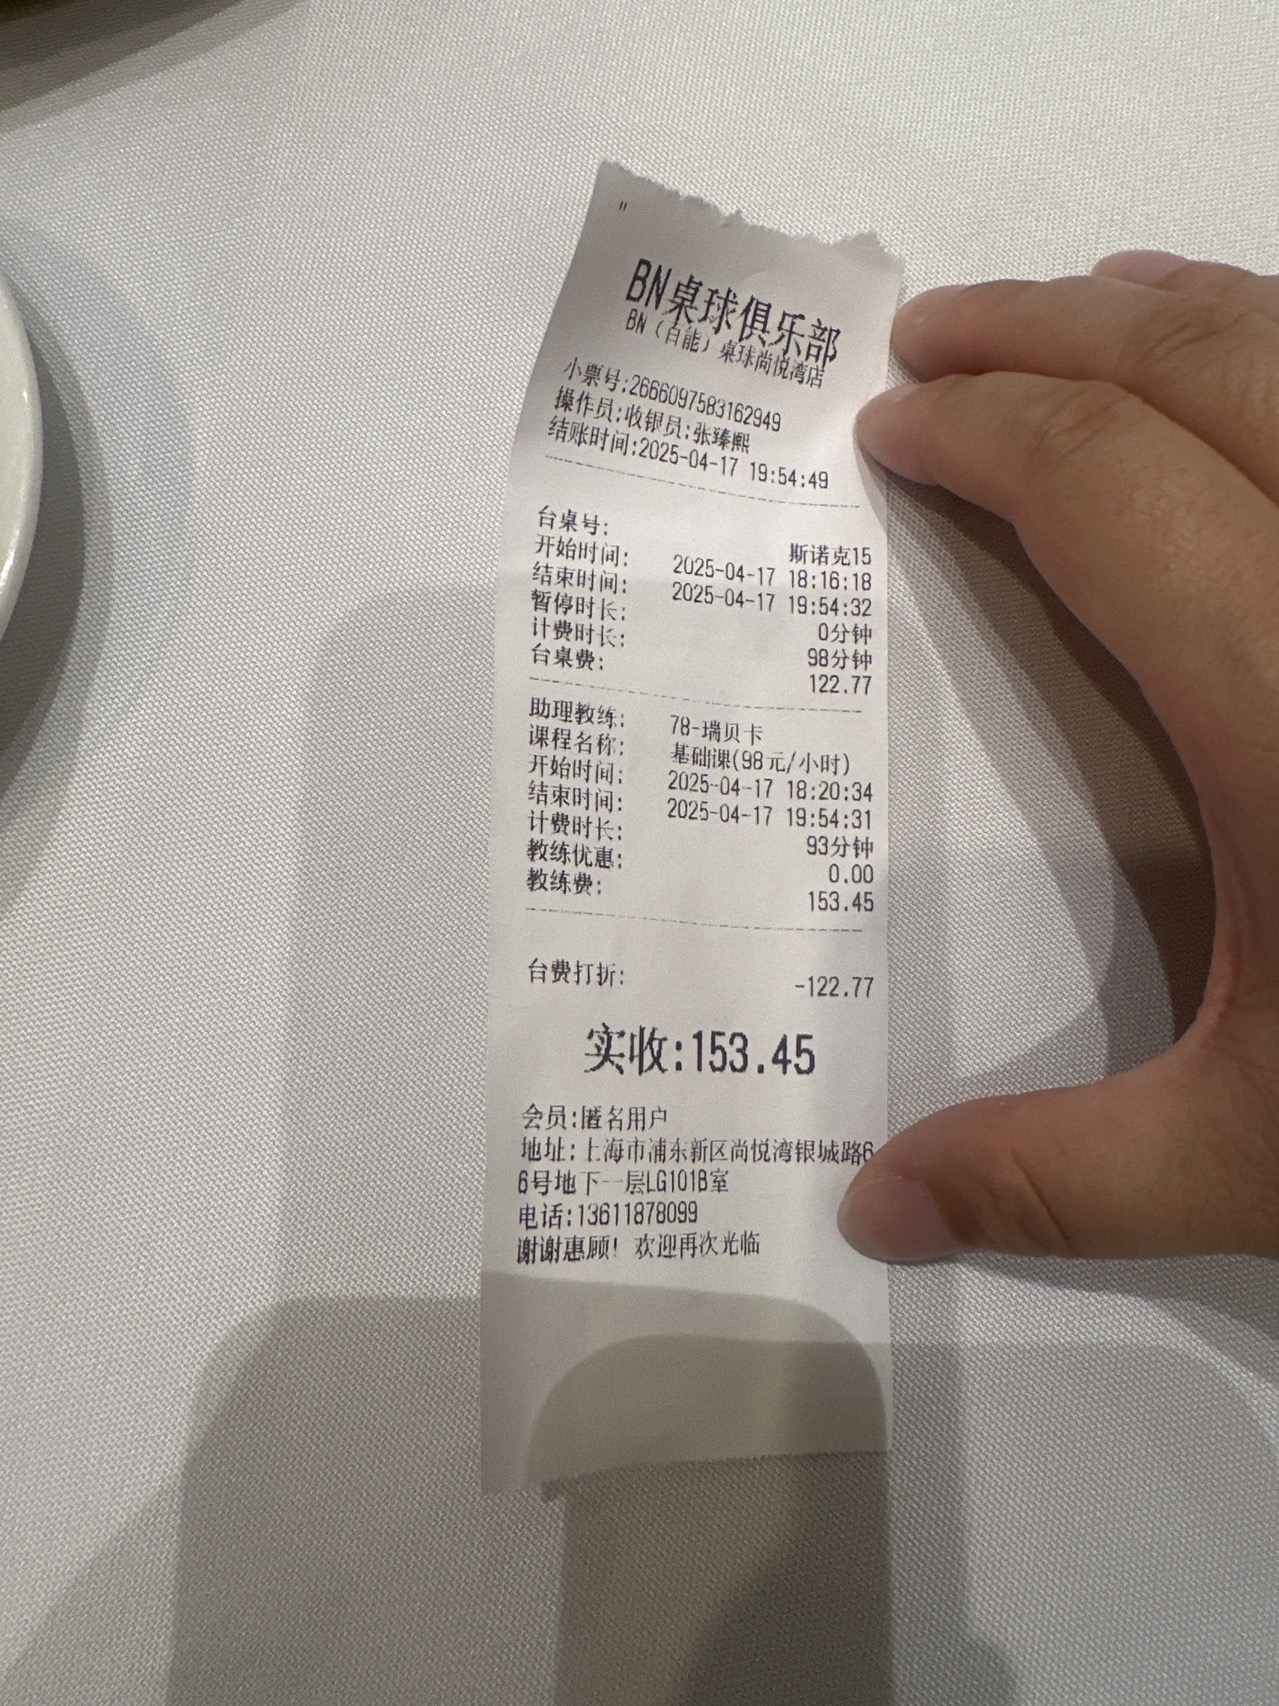 BN桌球俱乐部
BN（百能）桌球尚悦湾店
小票号:2666097583162949
操作员:收银员:张臻熙
结账时间:2025-04-17 19:54:49
台桌号: 斯诺克15
开始时间: 2025-04-17 18:16:18
结束时间: 2025-04-17 19:54:32
暂停时长: 0分钟
计费时长: 98分钟
台桌费: 122.77
助理教练: 78-瑞贝卡
课程名称: 基础课(98元/小时)
开始时间: 2025-04-17 18:20:34
结束时间: 2025-04-17 19:54:31
计费时长: 93分钟
教练优惠: 0.00
教练费: 153.45
台费打折: -122.77
实收:153.45
会员:匿名用户
地址:上海市浦东新区尚悦湾银城路6
6号地下一层LG101B室
电话:13611878099
谢谢惠顾! 欢迎再次光临